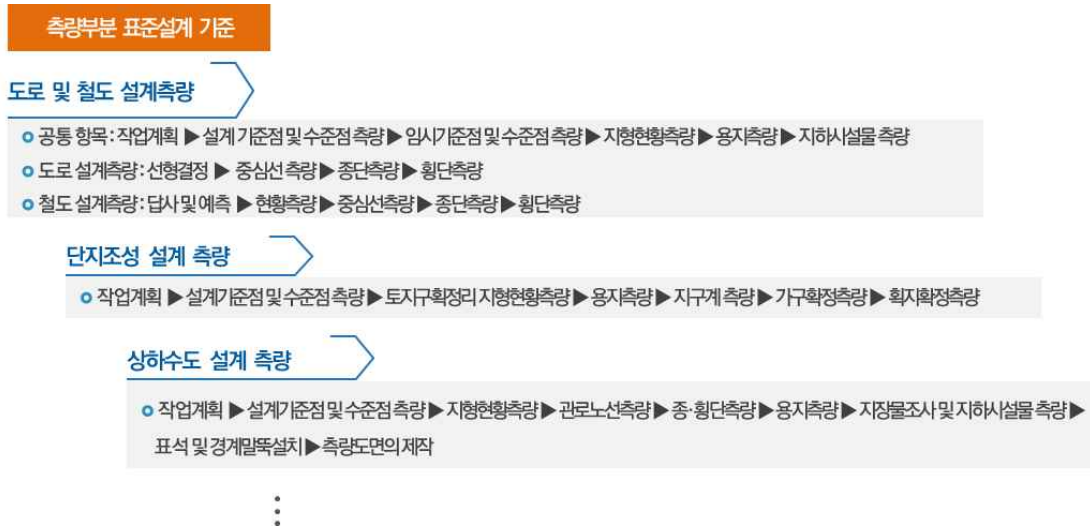 측량부분 표준설계 기준
도로 및 철도 설계측량
공통 항목 : 작업계획 ▶ 설계 기준점 및 수준점 측량 ▶ 임시기준점 및 수준점 측량 ▶ 지형현황측량 ▶ 용지측량 ▶ 지하시설물 측량
도로 설계측량 : 선형결정 ▶ 중심선 측량 ▶ 종단측량 ▶ 횡단측량
철도 설계측량 : 답사 및 예측 ▶ 현황측량 ▶ 중심선측량 ▶ 종단측량 ▶ 횡단측량
단지조성 설계 측량
작업계획 ▶ 설계기준점 및 수준점 측량 ▶ 토지구획정리 지형현황측량 ▶ 용지측량 ▶ 지구계 측량 ▶ 가구확정측량 ▶ 획지확정측량
상하수도 설계 측량
작업계획 ▶ 설계기준점 및 수준점 측량 ▶ 지형현황측량 ▶ 관로노선측량 ▶ 종·횡단측량 ▶ 용지측량 ▶ 지장물조사 및 지하시설물 측량 ▶
표석 및 경계말뚝설치 ▶ 측량도면의 제작